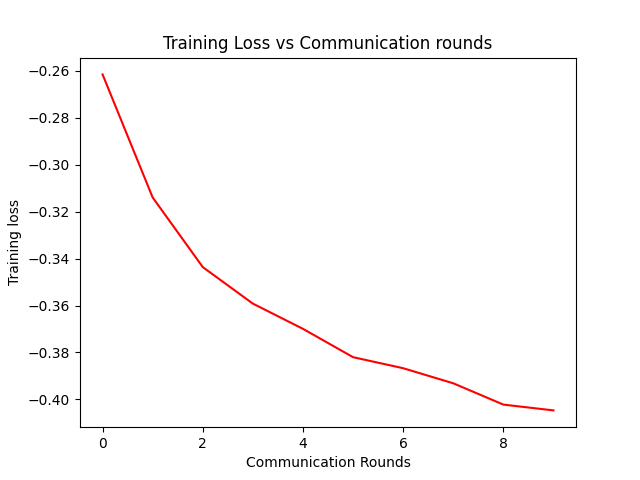 Training Loss vs Communication rounds
−0.26
−0.28
−0.30
−0.32
−0.34
−0.36
−0.38
−0.40
Training loss
0 2 4 6 8
Communication Rounds